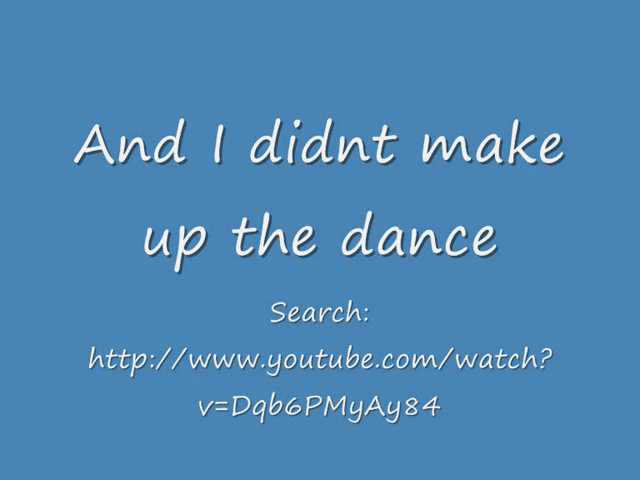 And I didnt make
up the dance
Search:
http://www.youtube.com/watch?
v=Dqb6PMyAy84